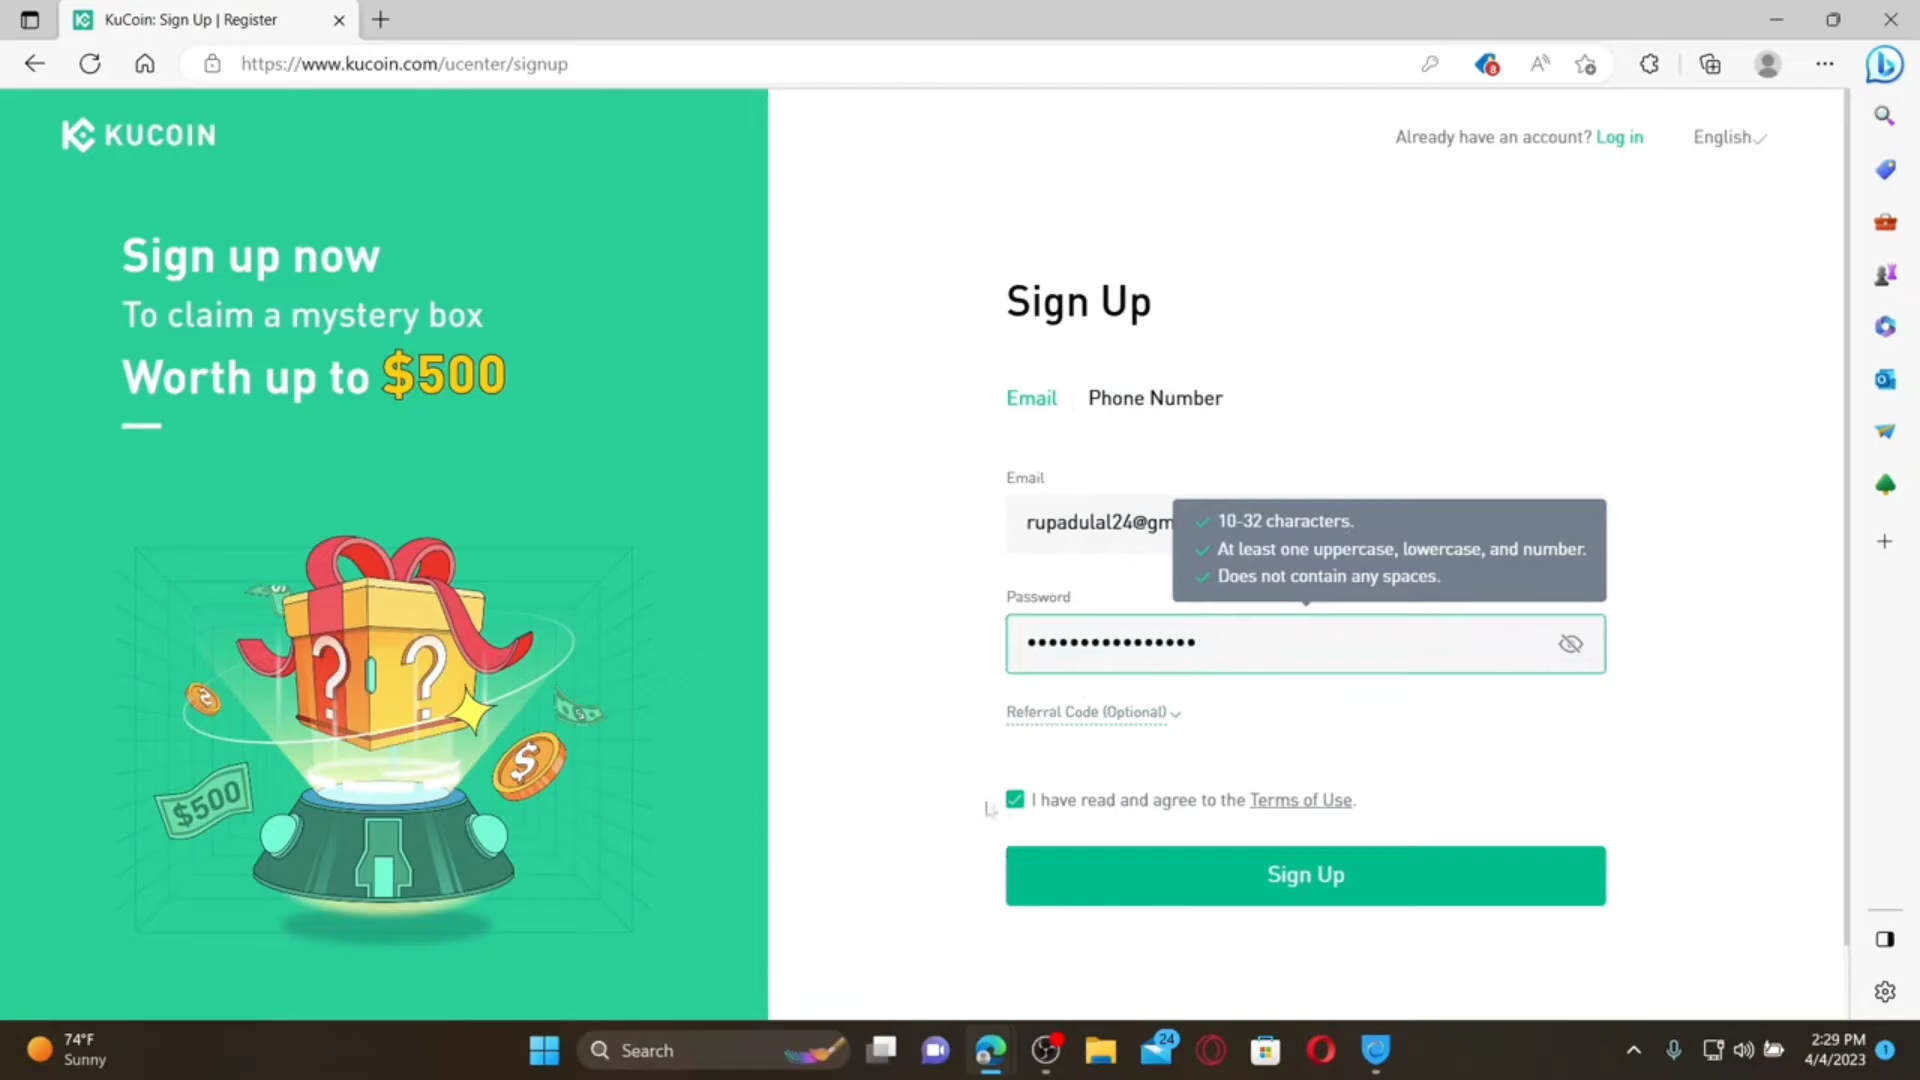 KuCoin: Sign Up | Register
https://www.kucoin.com/ucenter/signup
8
KUCOIN
Already have an account? Log in
English
Sign up now
To claim a mystery box
Worth up to $500
Sign Up
Email
Phone Number
Email
rupadulal24@gm
10-32 characters.
At least one uppercase, lowercase, and number.
Does not contain any spaces.
Password
••••••••••••••••
Referral Code (Optional)
I have read and agree to the Terms of Use.
Sign Up
? ?
$
$500
74°F
Sunny
Search
24
2:29 PM
4/4/2023
1